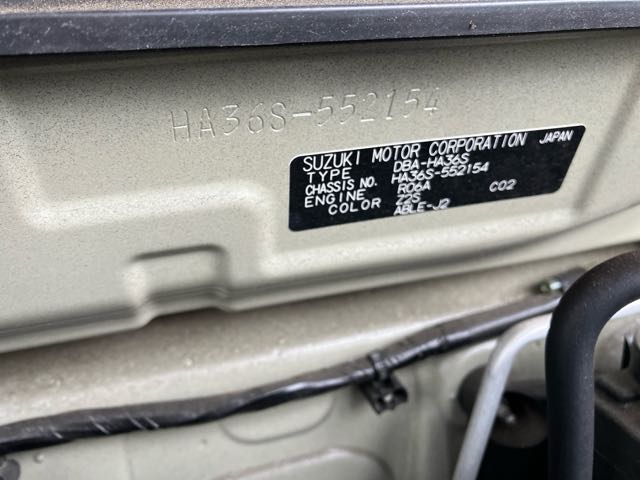 HA36S-552154
SUZUKI MOTOR CORPORATION JAPAN
TYPE DBA-HA36S
CHASSIS NO. HA36S-552154
ENGINE R06A C02
COLOR Z2S
ABLE-J2